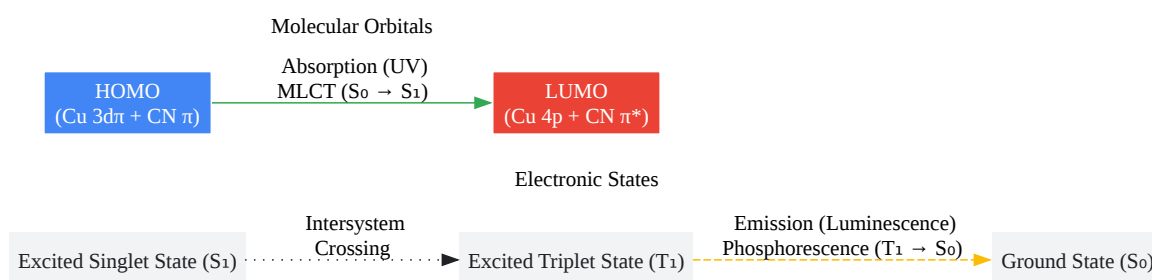 Molecular Orbitals
HOMO
(Cu 3dπ + CN π)
Absorption (UV)
MLCT (S₀ → S₁)
LUMO
(Cu 4p + CN π*)
Electronic States
Excited Singlet State (S₁)
Intersystem
Crossing
Excited Triplet State (T₁)
Emission (Luminescence)
Phosphorescence (T₁ → S₀)
Ground State (S₀)